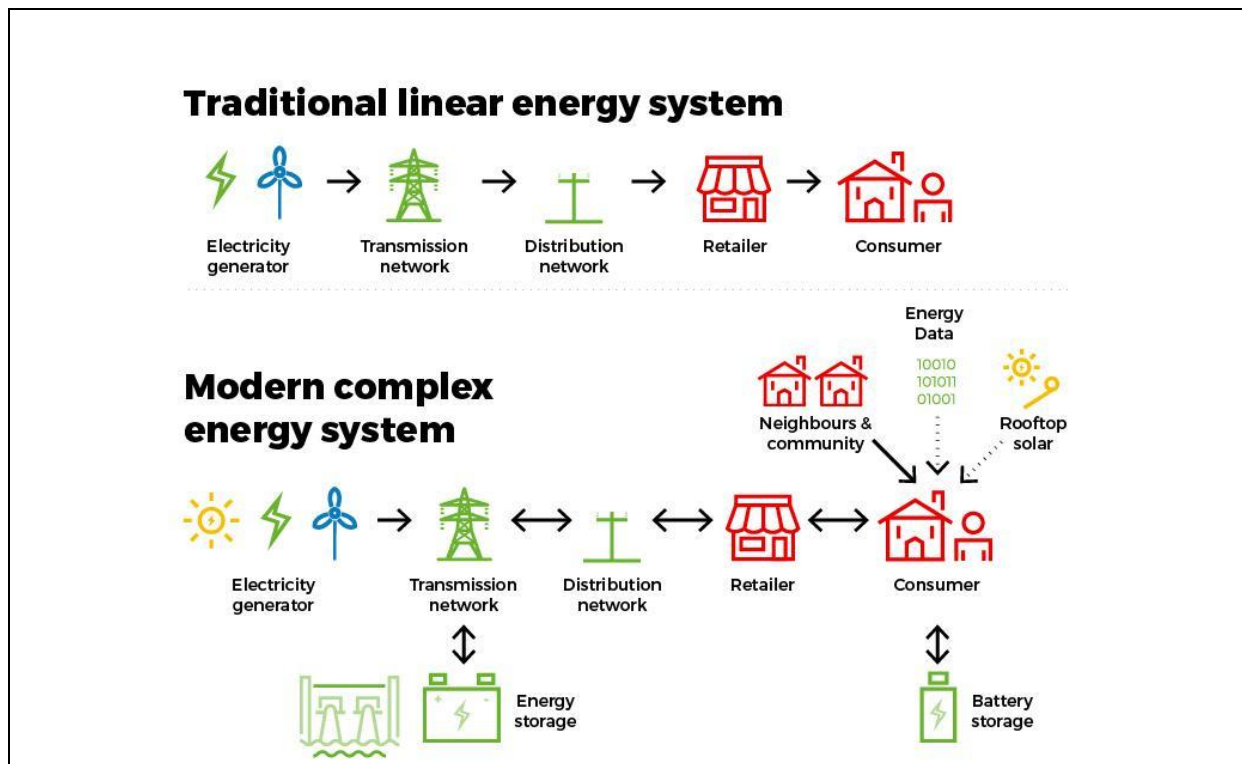 Traditional linear energy system
Electricity
generator
Transmission
network
Distribution
network
Retailer
Consumer
Energy
Data
10010
101011
01001
Neighbours &
community
Rooftop
solar
Modern complex
energy system
Electricity
generator
Transmission
network
Distribution
network
Retailer
Consumer
Energy
storage
Battery
storage